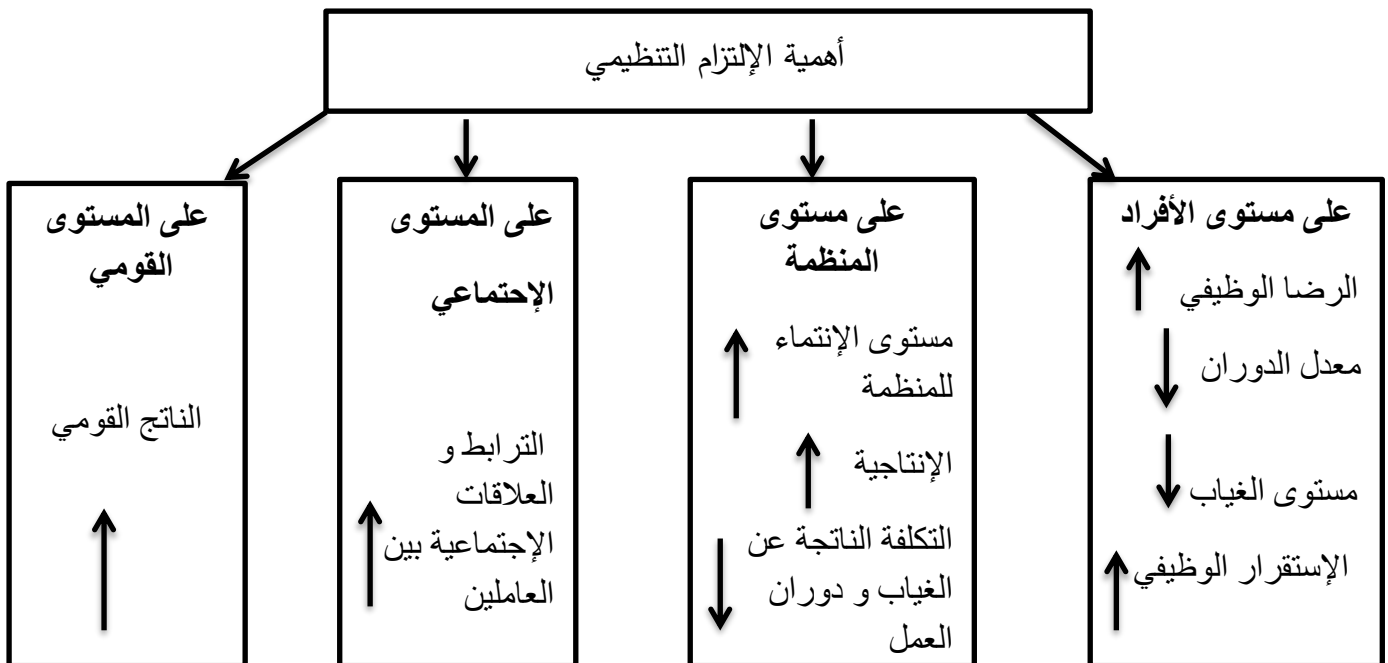 أهمية الإلتزام التنظيمي
على مستوى الأفراد
الرضا الوظيفي
معدل الدوران
مستوى الغياب
الإستقرار الوظيفي
على مستوى
المنظمة
مستوى الإنتماء
للمنظمة
الإنتاجية
التكلفة الناتجة عن
الغياب و دوران
العمل
على المستوى
الإحتماعي
الترابط و
العلاقات
الإجتماعية بين
العاملين
على المستوى
القومي
الناتج القومي